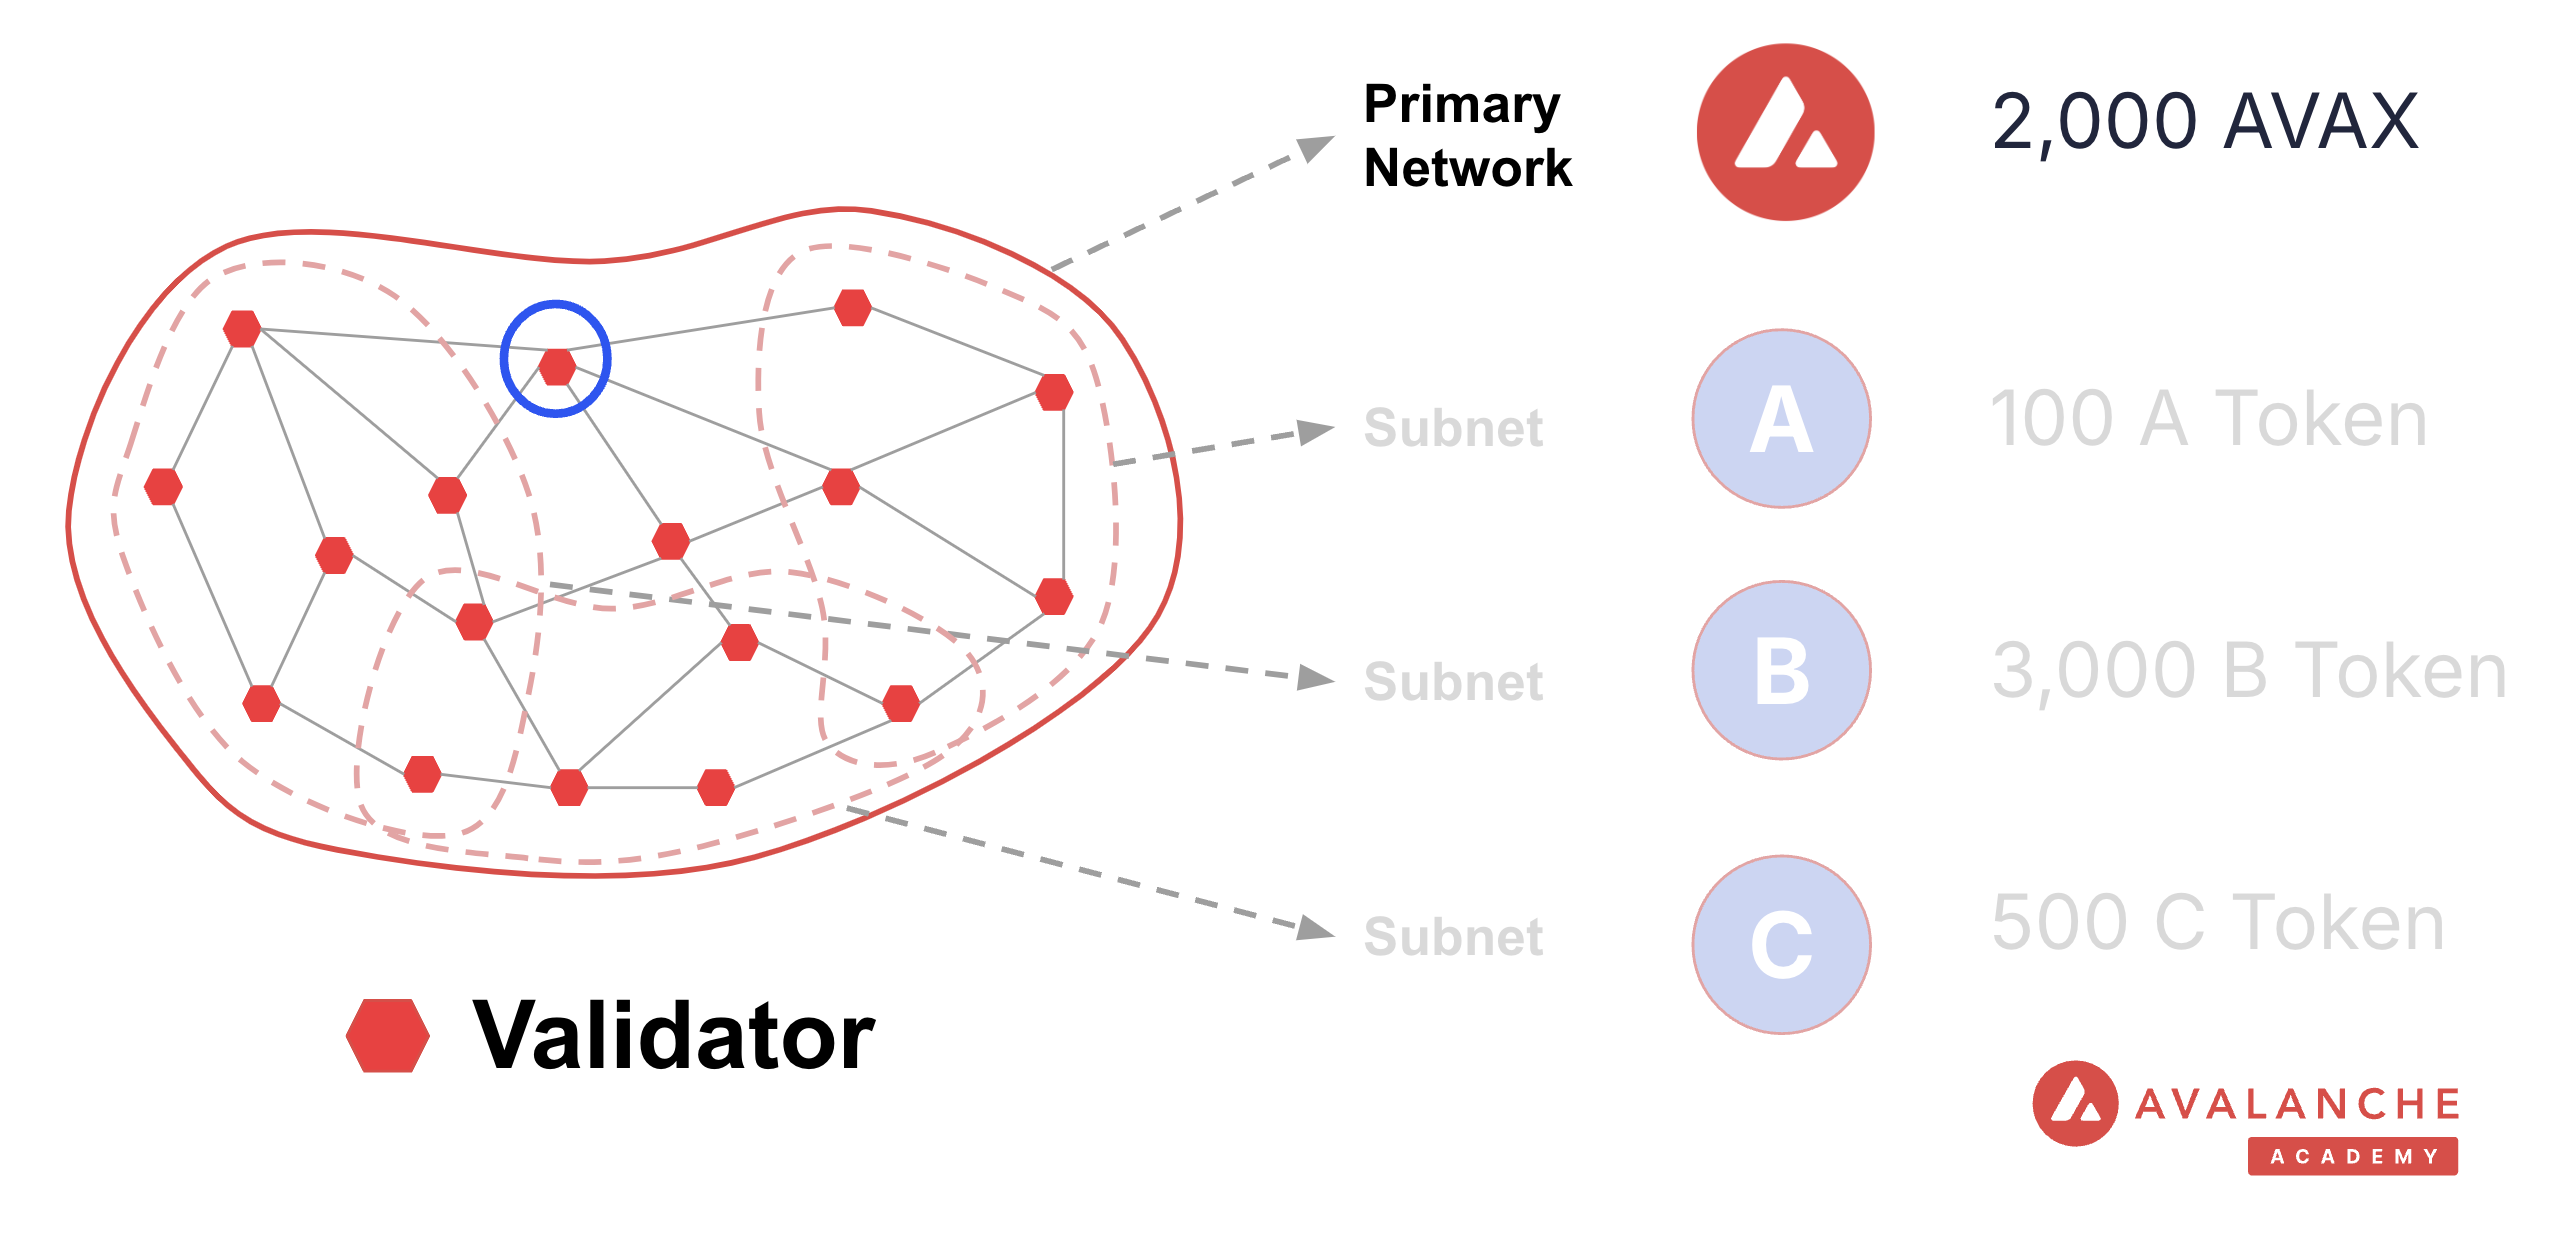 Primary
Network
2,000 AVAX
Subnet
A
100 A Token
Subnet
B
3,000 B Token
Subnet
C
500 C Token
Validator
AVALANCHE
ACADEMY